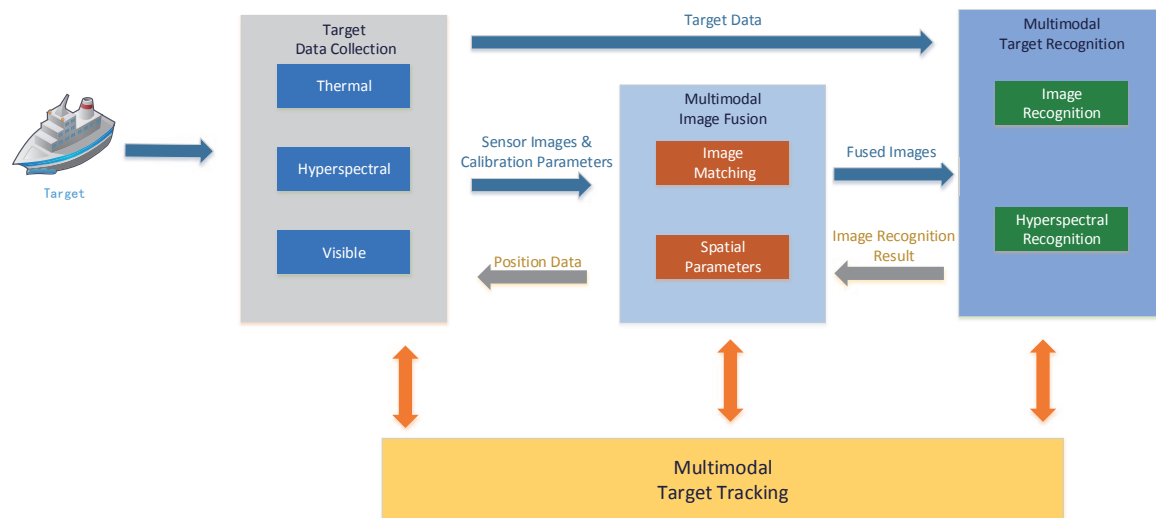 Target
Target
Data Collection
Thermal
Hyperspectral
Visible
Target Data
Sensor Images &
Calibration Parameters
Position Data
Multimodal
Image Fusion
Image
Matching
Spatial
Parameters
Fused Images
Image Recognition
Result
Multimodal
Target Recognition
Image
Recognition
Hyperspectral
Recognition
Multimodal
Target Tracking